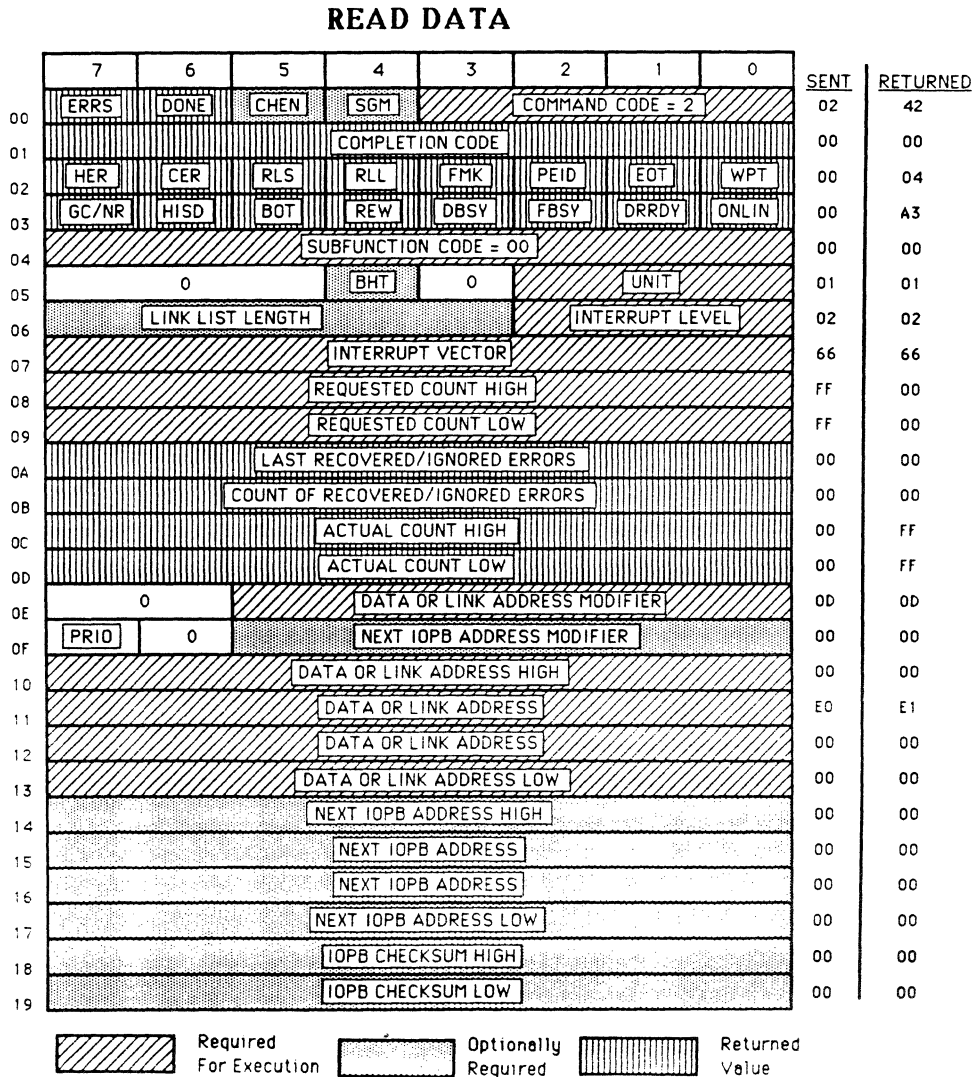 READ DATA
7 6 5 4 3 2 1 0 SENT RETURNED
00 ERRS DONE CHEN SGM COMMAND CODE = 2 02 42
01 COMPLETION CODE 00 00
02 HER CER RLS RLL FMK PEID EOT WPT 00 04
03 GC/NR HISD BOT REW DBSY FBSY DRRDY ONLIN 00 A3
04 SUBFUNCTION CODE = 00 00 00
05 0 BHT 0 UNIT 01 01
06 LINK LIST LENGTH INTERRUPT LEVEL 02 02
07 INTERRUPT VECTOR 66 66
08 REQUESTED COUNT HIGH FF 00
09 REQUESTED COUNT LOW FF 00
0A LAST RECOVERED/IGNORED ERRORS 00 00
0B COUNT OF RECOVERED/IGNORED ERRORS 00 00
0C ACTUAL COUNT HIGH 00 FF
0D ACTUAL COUNT LOW 00 FF
0E 0 DATA OR LINK ADDRESS MODIFIER 0D 0D
0F PRIO 0 NEXT IOPB ADDRESS MODIFIER 00 00
10 DATA OR LINK ADDRESS HIGH 00 00
11 DATA OR LINK ADDRESS E0 E1
12 DATA OR LINK ADDRESS 00 00
13 DATA OR LINK ADDRESS LOW 00 00
14 NEXT IOPB ADDRESS HIGH 00 00
15 NEXT IOPB ADDRESS 00 00
16 NEXT IOPB ADDRESS 00 00
17 NEXT IOPB ADDRESS LOW 00 00
18 IOPB CHECKSUM HIGH 00 00
19 IOPB CHECKSUM LOW 00 00
Required For Execution
Optionally Required
Returned Value